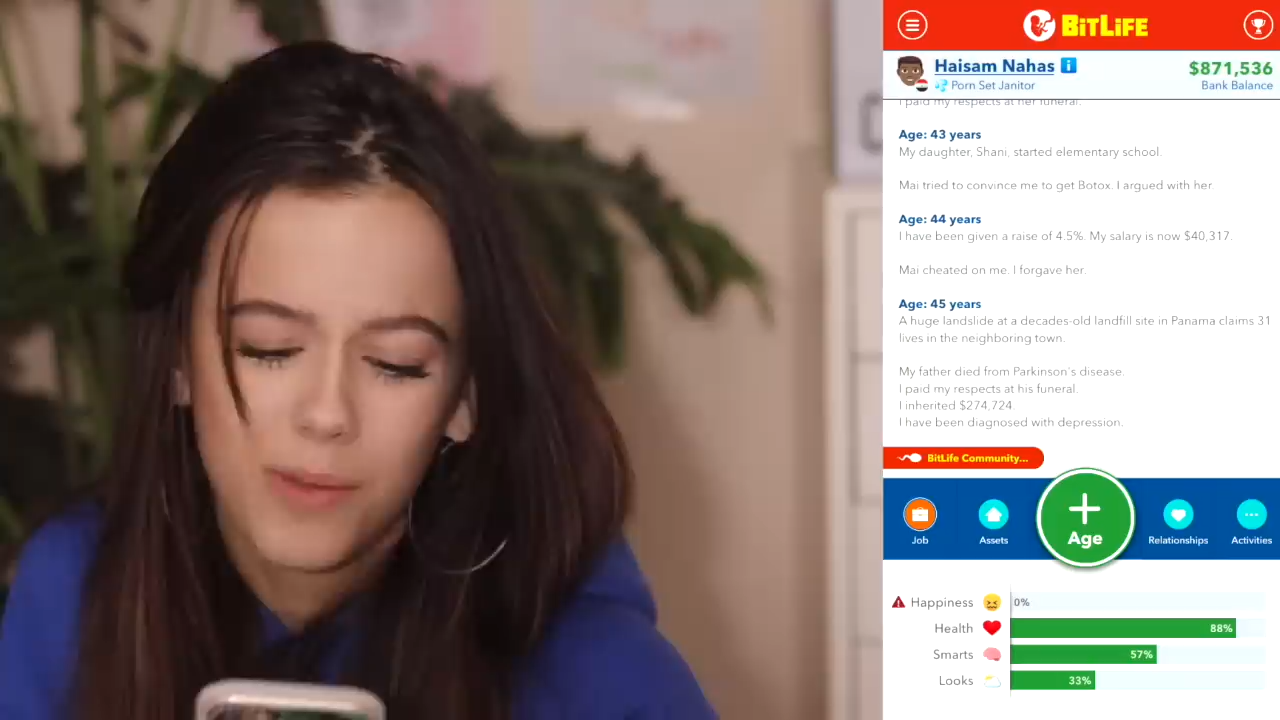 BiTLiFE
Haisam Nahas
Porn Set Janitor
$871,536
Bank Balance
I paid my respects at her funeral.
Age: 43 years
My daughter, Shani, started elementary school.
Mai tried to convince me to get Botox. I argued with her.
Age: 44 years
I have been given a raise of 4.5%. My salary is now $40,317.
Mai cheated on me. I forgave her.
Age: 45 years
A huge landslide at a decades-old landfill site in Panama claims 31
lives in the neighboring town.
My father died from Parkinson's disease.
I paid my respects at his funeral.
I inherited $274,724.
I have been diagnosed with depression.
BitLife Community...
Job
Assets
+
Age
Relationships
Activities
Happiness 0%
Health 88%
Smarts 57%
Looks 33%